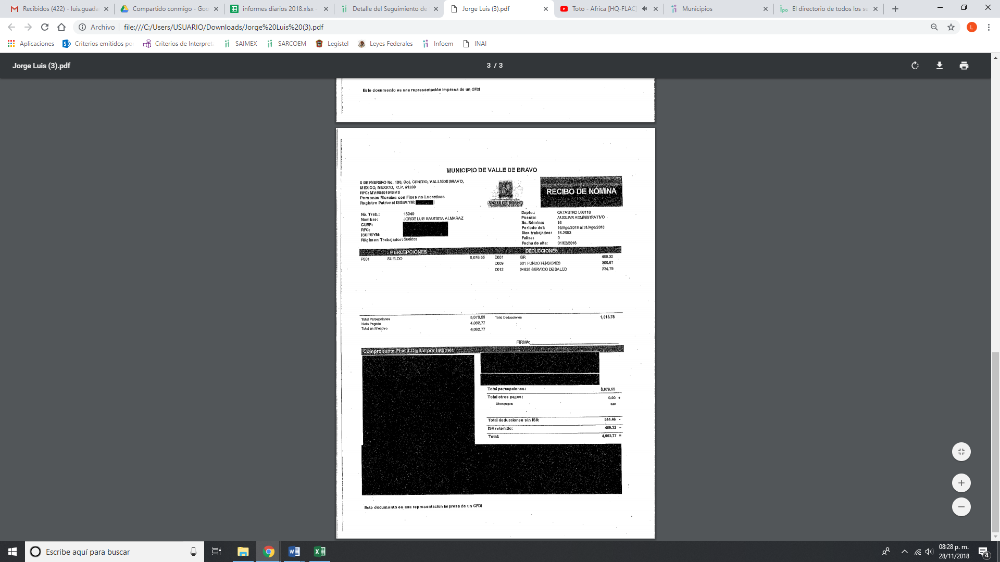 Recibidos (422) - luis.guada
Compartido conmigo - Goo
informes diarios 2018.xlsx -
Detalle del Seguimiento de
Jorge Luis (3).pdf
Toto - Africa [HQ-FLAC]
Municipios
El directorio de todos los se
Archivo
file:///C:/Users/USUARIO/Downloads/Jorge%20Luis%20(3).pdf
L
Aplicaciones
Criterios emitidos po
Criterios de Interpret
SAIMEX
SARCOEM
Legistel
Leyes Federales
Infoem
INAI
Jorge Luis (3).pdf
3 / 3
Este documento es una representación impresa de un CFDI
MUNICIPIO DE VALLE DE BRAVO
5 DE FEBRERO No. 100, Col. CENTRO, VALLE DE BRAVO,
MEXICO, MEXICO, C.P. 51200
RFC: MVB8501018V6
Personas Morales con Fines no Lucrativos
Registro Patronal ISSEMYM:
VALLE DE BRAVO
RECIBO DE NÓMINA
No. Trab.: 16949
Nombre: JORGE LUIS BAUTISTA ALMARAZ
CURP:
RFC:
ISSEMYM:
Régimen Trabajador: Sueldos
Depto.: CATASTRO L00118
Puesto: AUXILIAR ADMINISTRATIVO
No. Nómina: 16
Periodo del: 16/Ago/2018 al 31/Ago/2018
Días trabajados: 15.2083
Faltas: 0
Fecha de alta: 01/02/2016
PERCEPCIONES DEDUCCIONES
P001 SUELDO 5,076.55 D001 ISR 469.32
D009 061 FONDO PENSIONES 309.67
D012 04625 SERVICIO DE SALUD 234.79
Total Percepciones 5,076.55 Total Deducciones 1,013.78
Neto Pagado 4,062.77
Total en Efectivo 4,062.77
FIRMA:
Comprobante Fiscal Digital por Internet
Total percepciones: 5,076.55
Total otros pagos: 0.00 +
Otros pagos: 0.00
Total deducciones sin ISR: 544.46 -
ISR retenido: 469.32 -
Total: 4,062.77 =
Este documento es una representación impresa de un CFDI
Escribe aquí para buscar
08:28 p. m.
28/11/2018
4